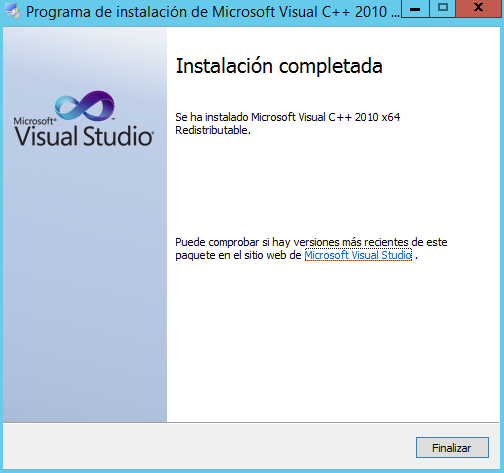 Programa de instalación de Microsoft Visual C++ 2010 ...
Instalación completada
Microsoft®
Visual Studio®
Se ha instalado Microsoft Visual C++ 2010 x64
Redistributable.
Puede comprobar si hay versiones más recientes de este
paquete en el sitio web de Microsoft Visual Studio .
Finalizar